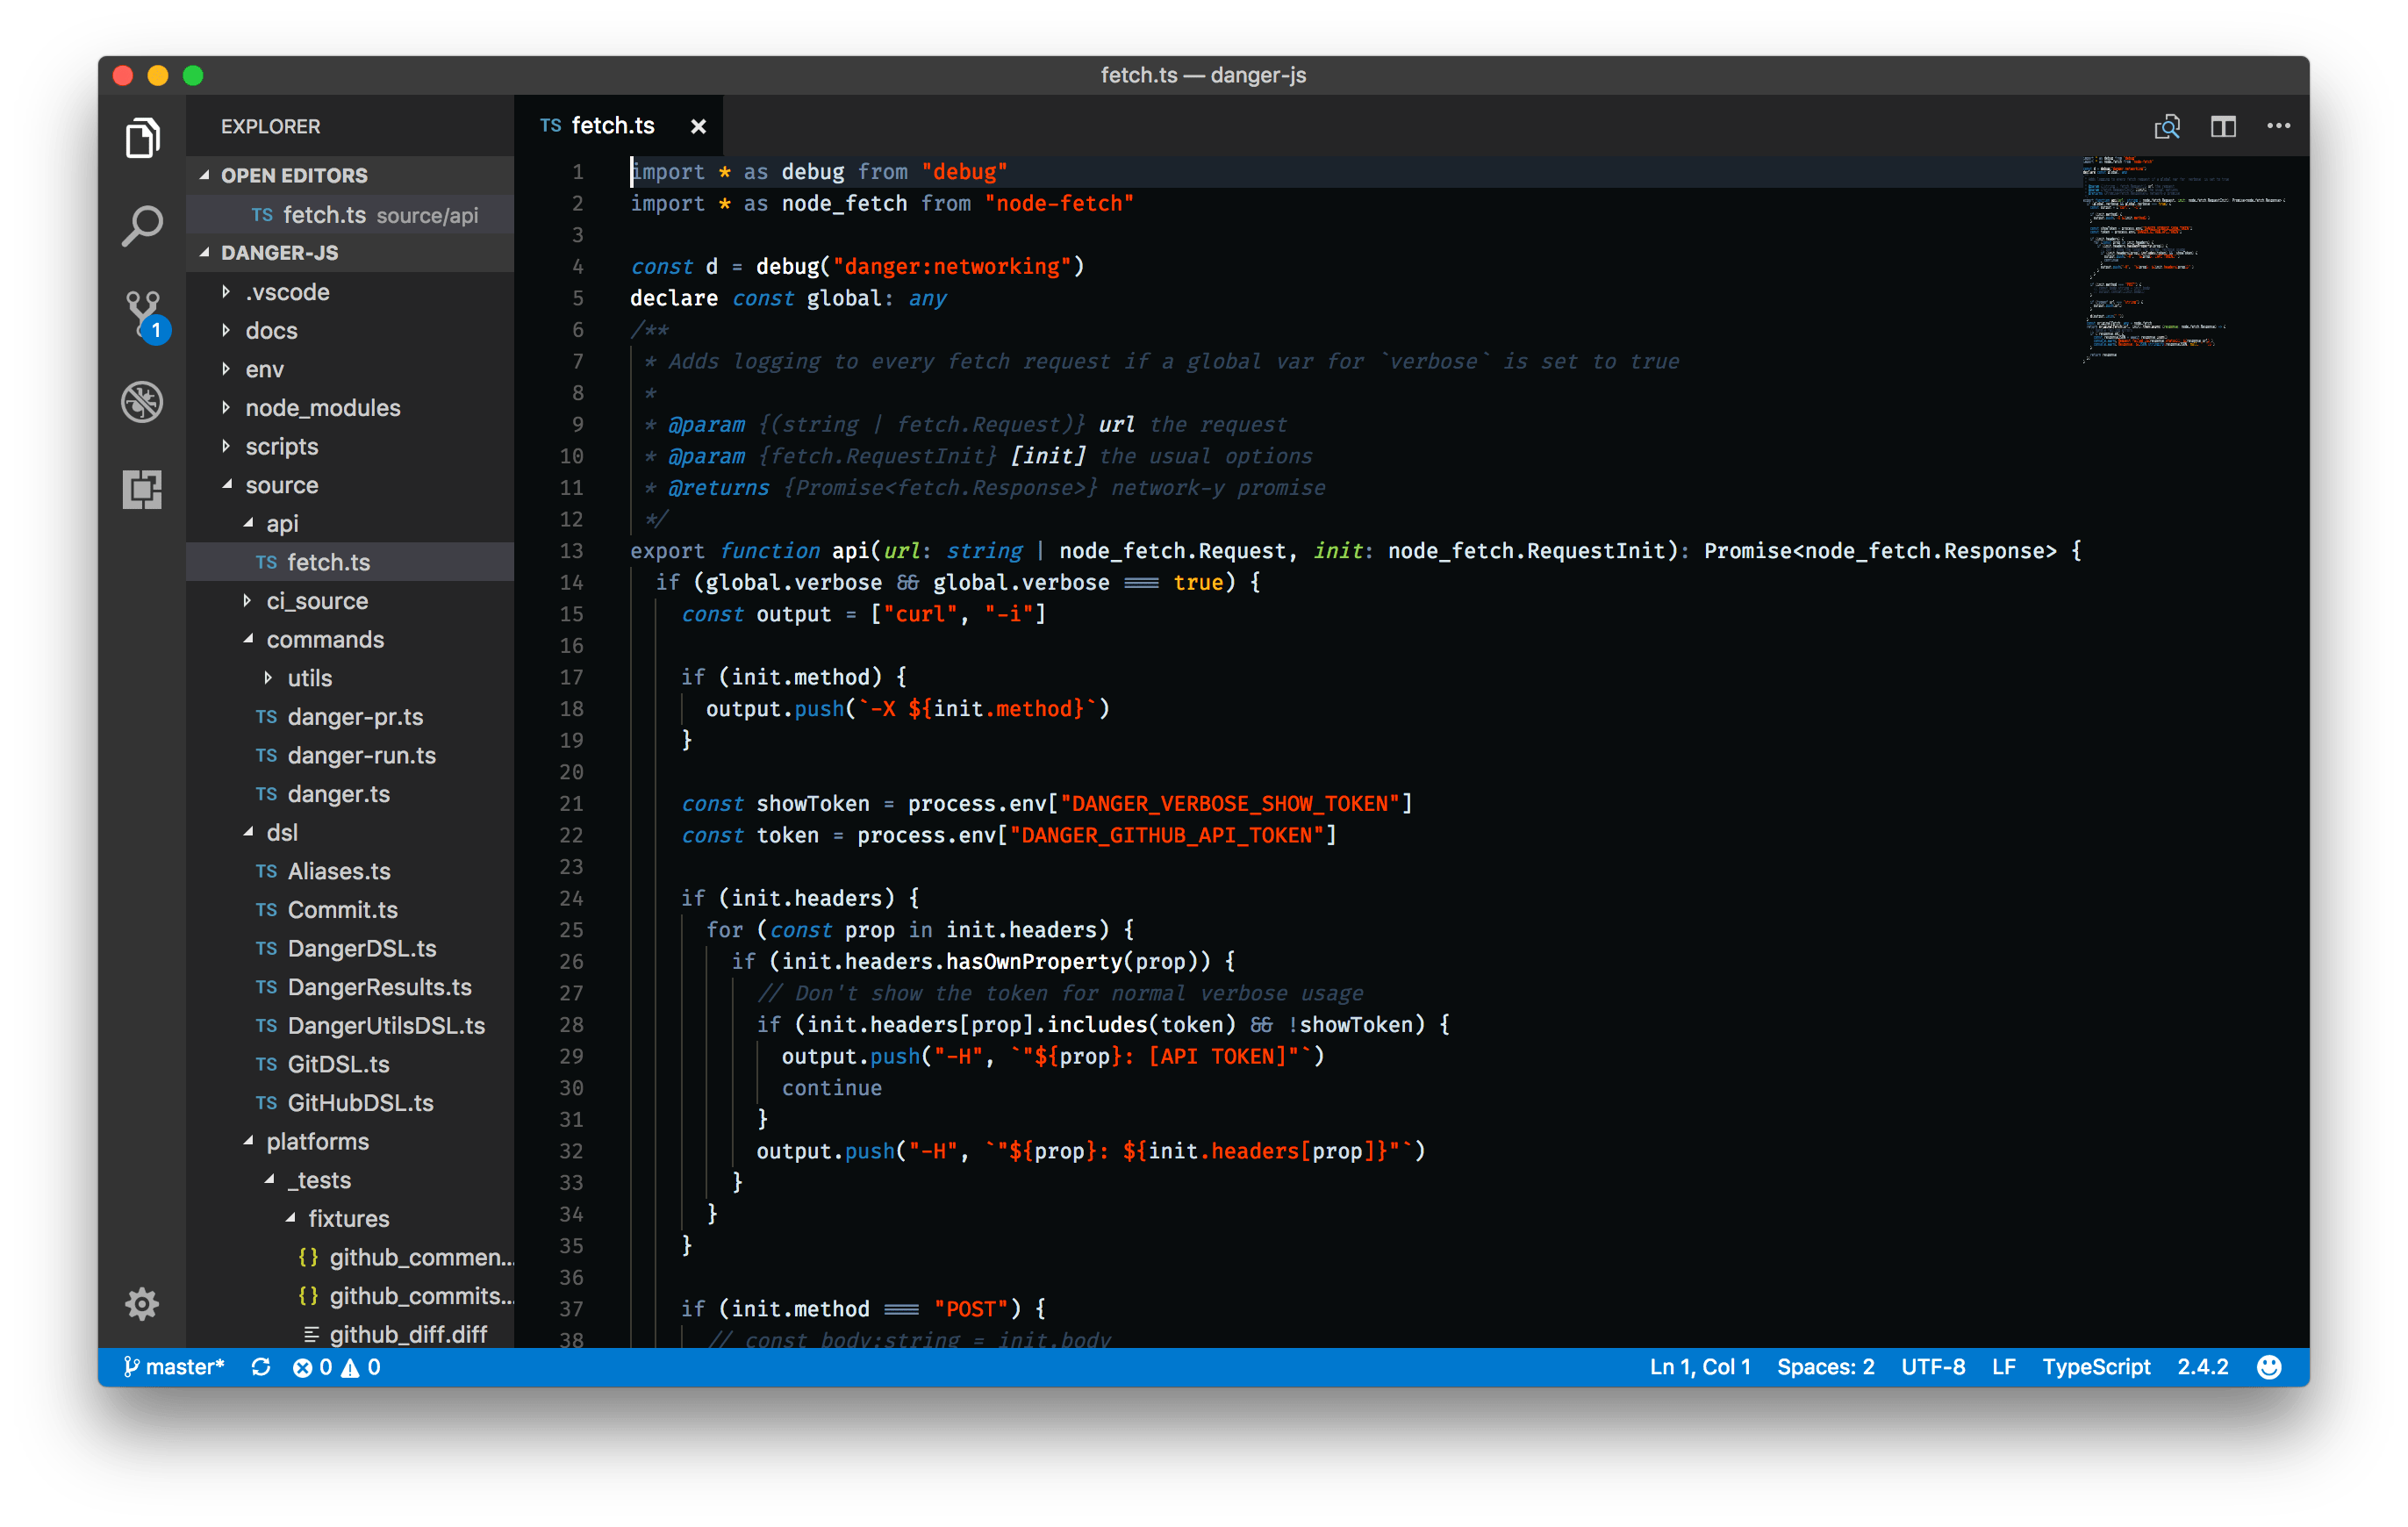 fetch.ts — danger-js
EXPLORER
OPEN EDITORS
TS fetch.ts source/api
DANGER-JS
.vscode
docs
env
node_modules
scripts
source
api
TS fetch.ts
ci_source
commands
utils
TS danger-pr.ts
TS danger-run.ts
TS danger.ts
dsl
TS Aliases.ts
TS Commit.ts
TS DangerDSL.ts
TS DangerResults.ts
TS DangerUtilsDSL.ts
TS GitDSL.ts
TS GitHubDSL.ts
platforms
_tests
fixtures
{} github_commen...
{} github_commits...
github_diff.diff
1
TS fetch.ts ×
1 import * as debug from "debug"
2 import * as node_fetch from "node-fetch"
3
4 const d = debug("danger:networking")
5 declare const global: any
6 /**
7 * Adds logging to every fetch request if a global var for `verbose` is set to true
8 *
9 * @param {(string | fetch.Request)} url the request
10 * @param {fetch.RequestInit} [init] the usual options
11 * @returns {Promise<fetch.Response>} network-y promise
12 */
13 export function api(url: string | node_fetch.Request, init: node_fetch.RequestInit): Promise<node_fetch.Response> {
14 if (global.verbose && global.verbose === true) {
15 const output = ["curl", "-i"]
16
17 if (init.method) {
18 output.push(`-X ${init.method}`)
19 }
20
21 const showToken = process.env["DANGER_VERBOSE_SHOW_TOKEN"]
22 const token = process.env["DANGER_GITHUB_API_TOKEN"]
23
24 if (init.headers) {
25 for (const prop in init.headers) {
26 if (init.headers.hasOwnProperty(prop)) {
27 // Don't show the token for normal verbose usage
28 if (init.headers[prop].includes(token) && !showToken) {
29 output.push("-H", `"${prop}: [API TOKEN]"`)
30 continue
31 }
32 output.push("-H", `"${prop}: ${init.headers[prop]}"`)
33 }
34 }
35 }
36
37 if (init.method === "POST") {
38 // const body:string = init.body
master* 0 0
Ln 1, Col 1 Spaces: 2 UTF-8 LF TypeScript 2.4.2